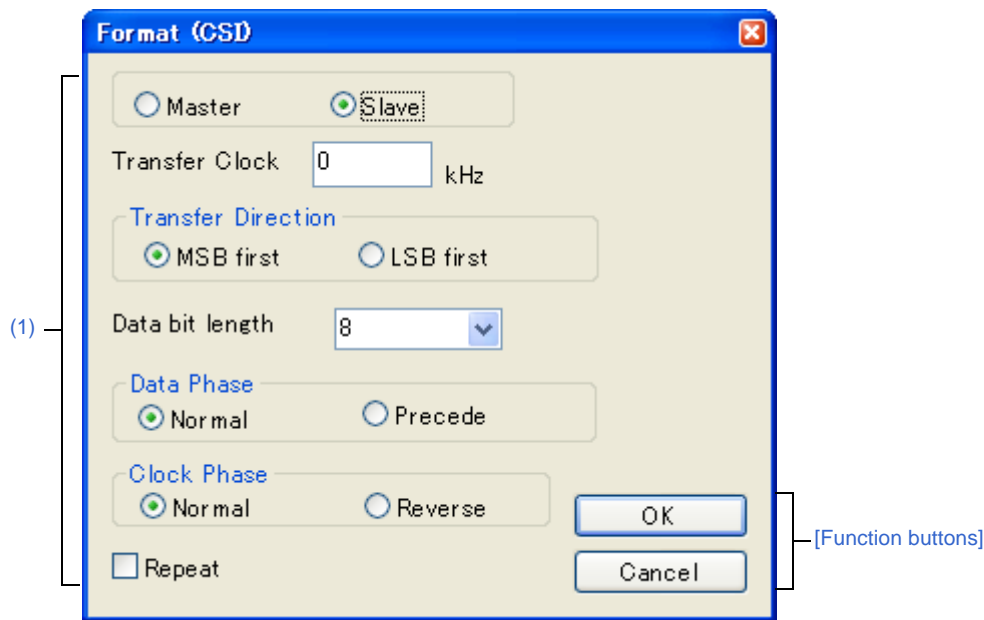 Format (CSI)
Master Slave
Transfer Clock 0 kHz
Transfer Direction
MSB first LSB first
(1)
Data bit length 8
Data Phase
Normal Precede
Clock Phase
Normal Reverse
OK
[Function buttons]
Repeat
Cancel